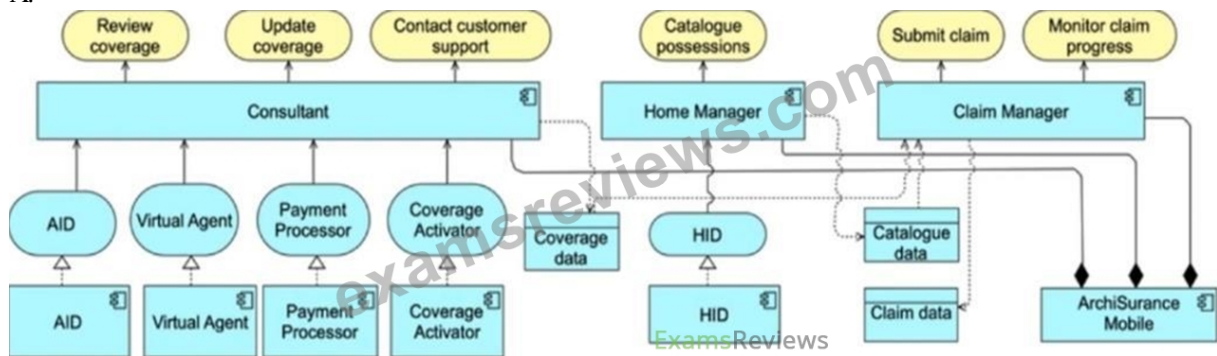 A.
Review
coverage
Update
coverage
Contact customer
support
Catalogue
possessions
Submit claim
Monitor claim
progress
Consultant
Home Manager
Claim Manager
AID
Virtual Agent
Payment
Processor
Coverage
Activator
Coverage
data
HID
Catalogue
data
AID
Virtual Agent
Payment
Processor
Coverage
Activator
HID
Claim data
ArchiSurance
Mobile
examsreviews.com
ExamsReviews